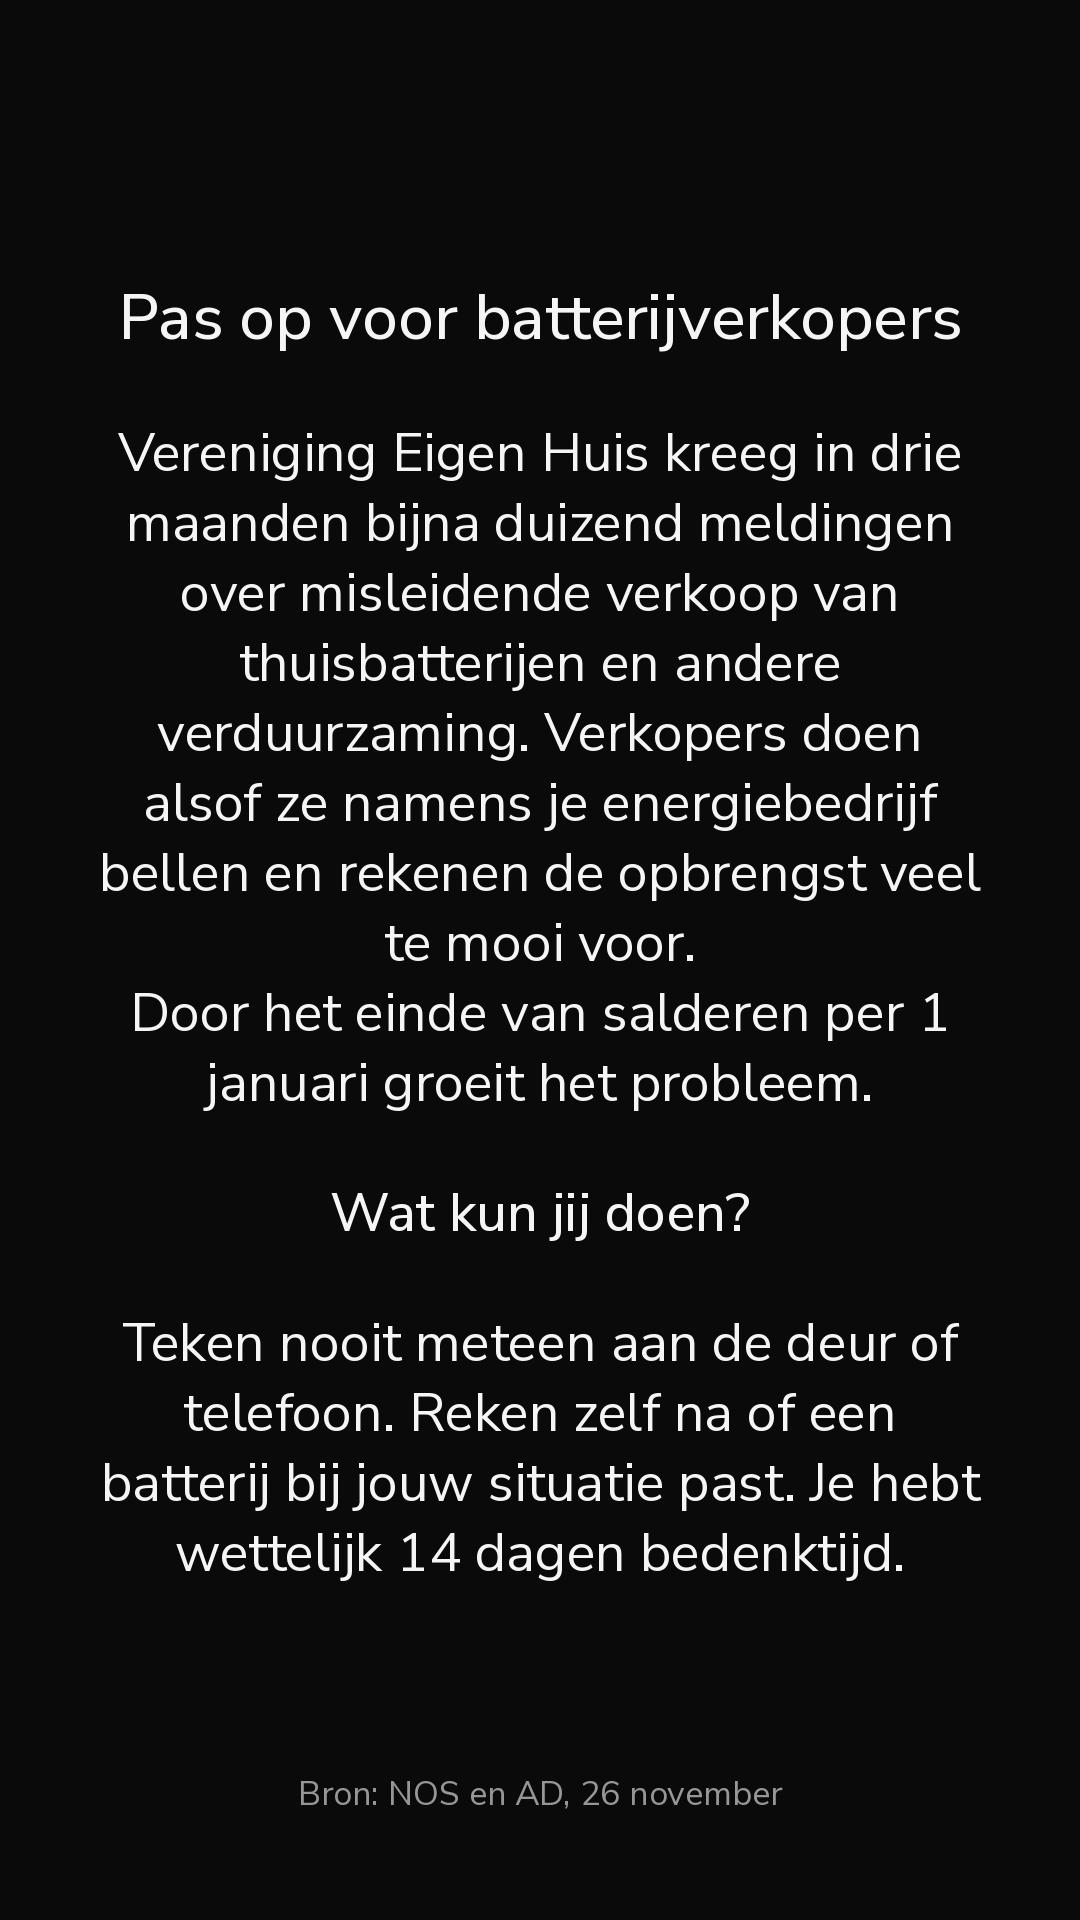 Pas op voor batterijverkopers
Vereniging Eigen Huis kreeg in drie
maanden bijna duizend meldingen
over misleidende verkoop van
thuisbatterijen en andere
verduurzaming. Verkopers doen
alsof ze namens je energiebedrijf
bellen en rekenen de opbrengst veel
te mooi voor.
Door het einde van salderen per 1
januari groeit het probleem.
Wat kun jij doen?
Teken nooit meteen aan de deur of
telefoon. Reken zelf na of een
batterij bij jouw situatie past. Je hebt
wettelijk 14 dagen bedenktijd.
Bron: NOS en AD, 26 november